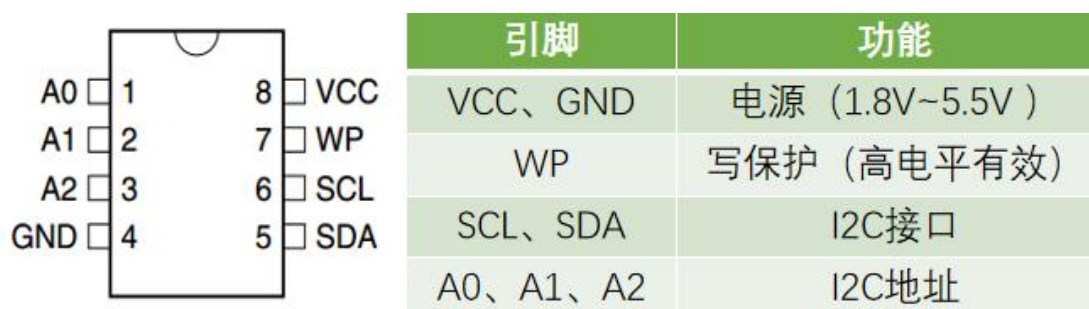 A0 1 8 VCC
A1 2 7 WP
A2 3 6 SCL
GND 4 5 SDA
引脚 功能
VCC、GND 电源（1.8V~5.5V ）
WP 写保护（高电平有效）
SCL、SDA I2C接口
A0、A1、A2 I2C地址